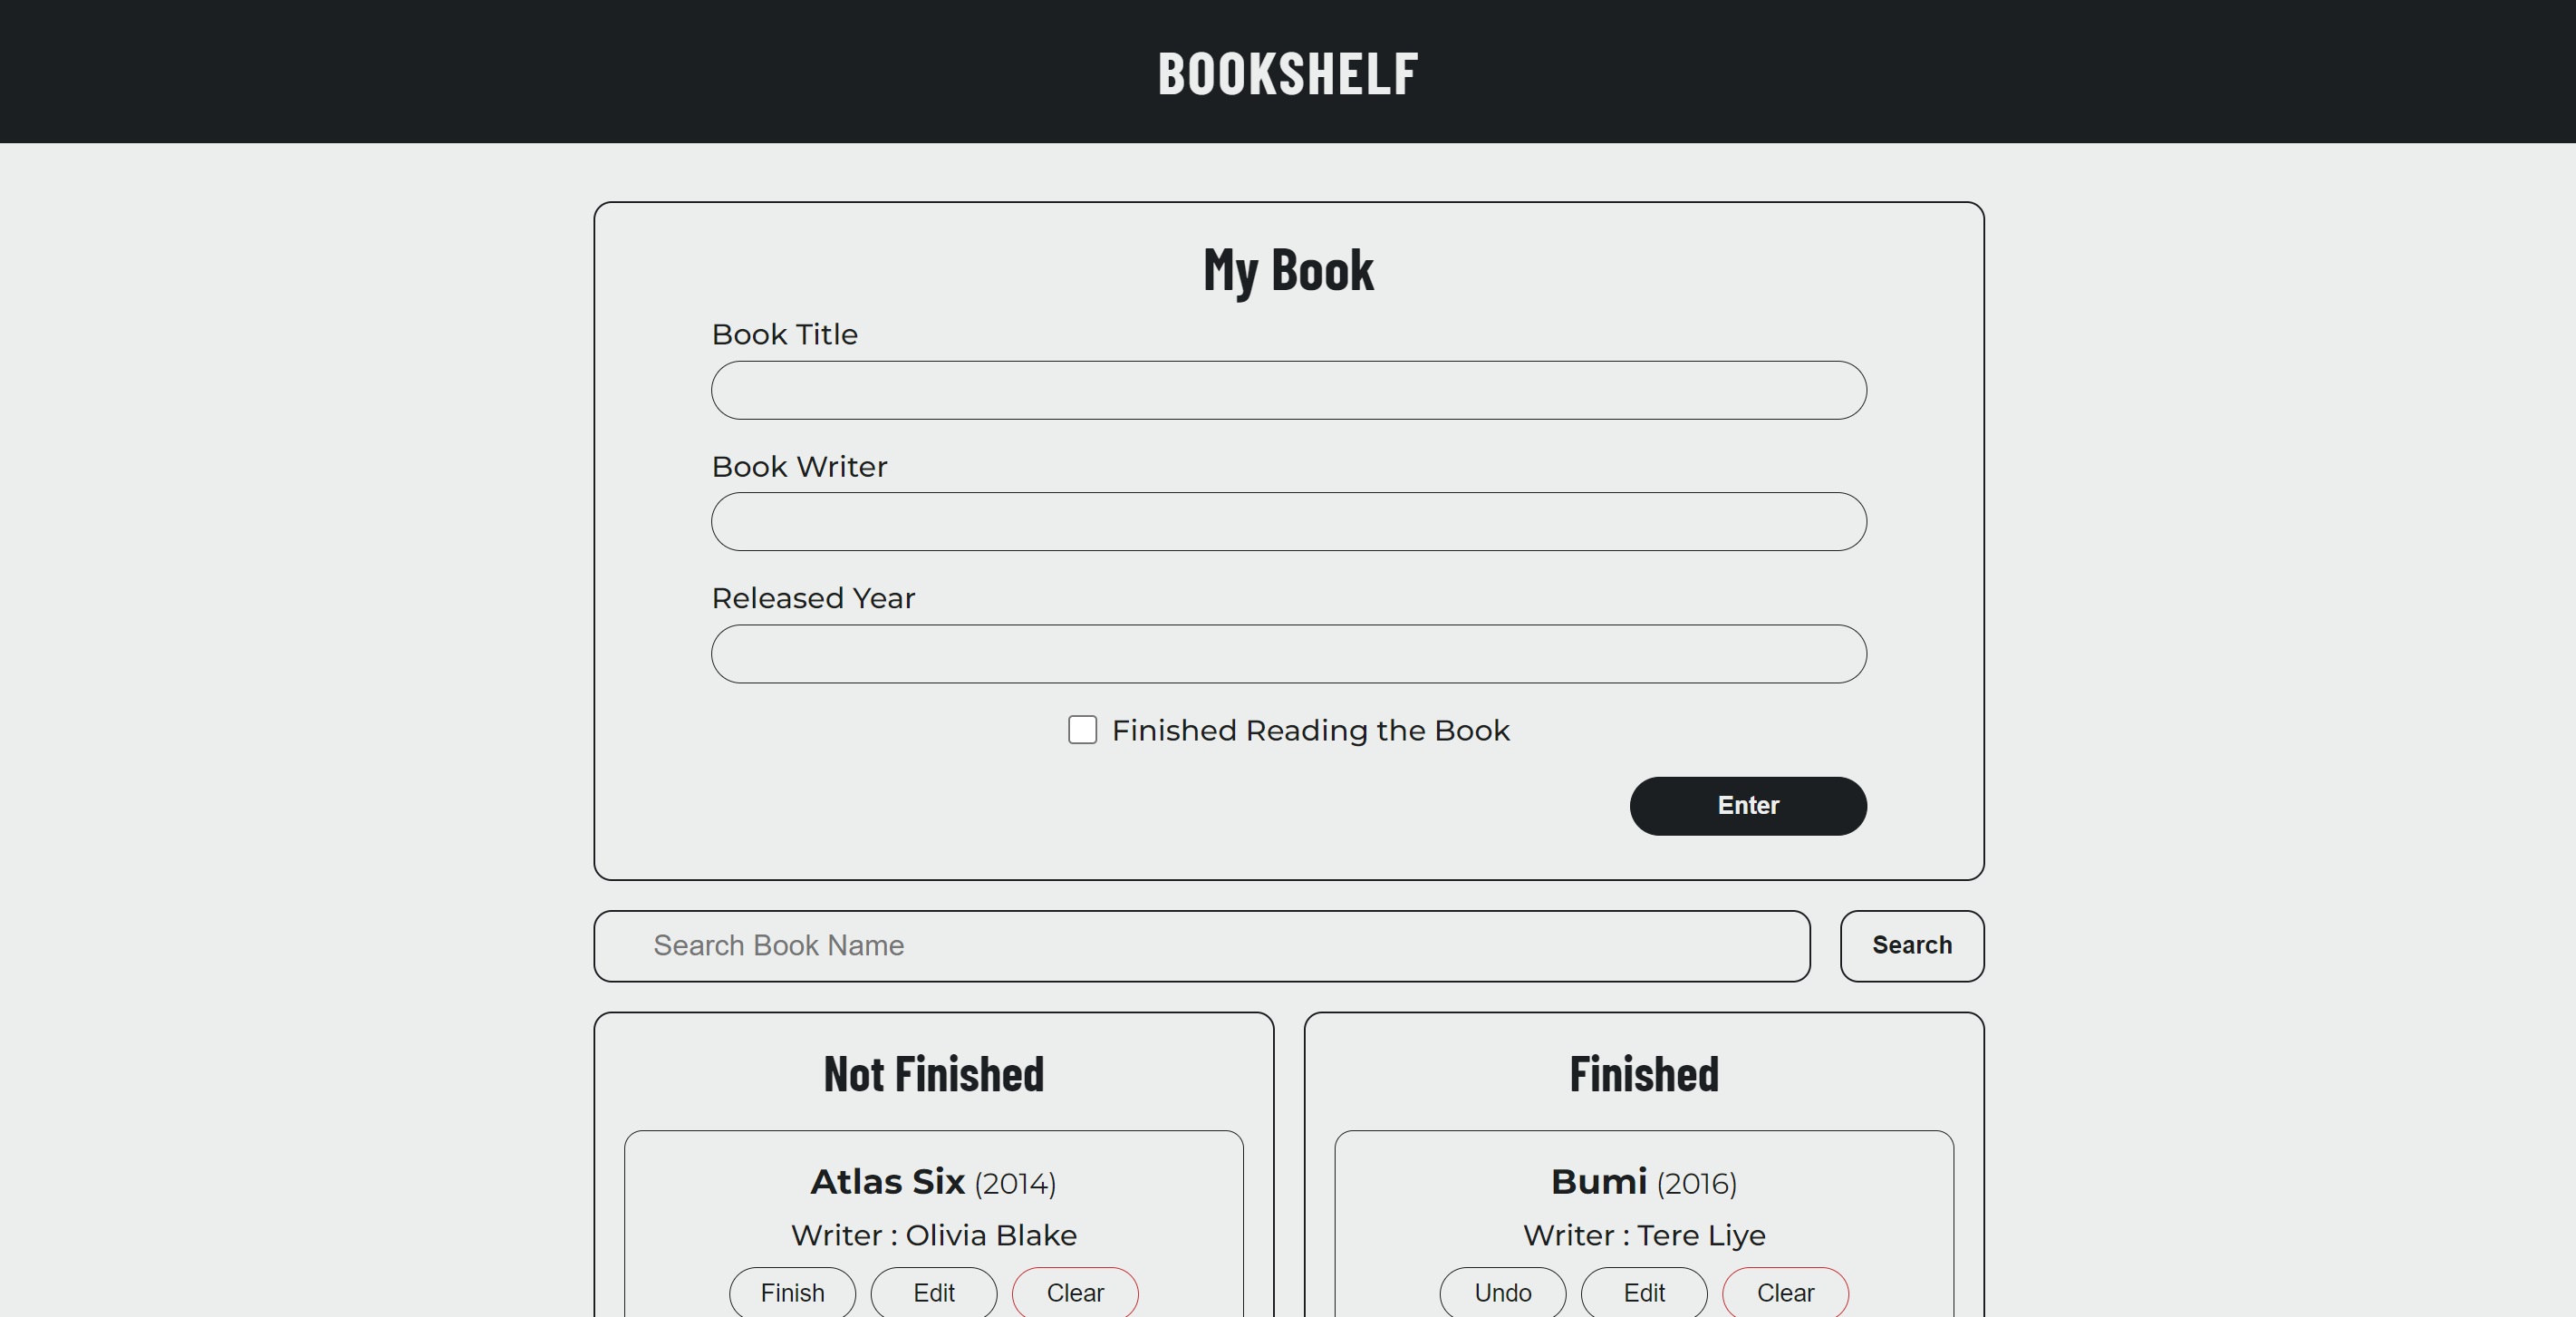 BOOKSHELF
My Book
Book Title
Book Writer
Released Year
Finished Reading the Book
Enter
Search Book Name
Search
Not Finished
Atlas Six (2014)
Writer : Olivia Blake
Finish
Edit
Clear
Finished
Bumi (2016)
Writer : Tere Liye
Undo
Edit
Clear